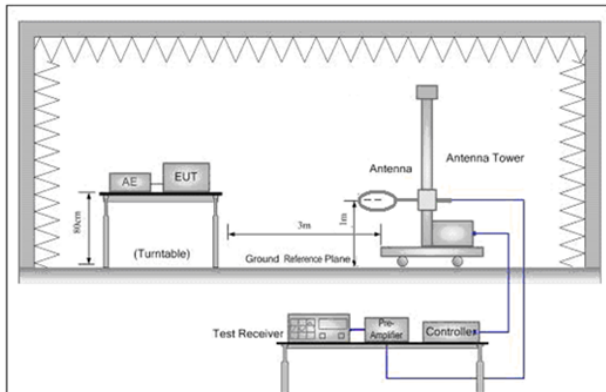 Antenna
Antenna Tower
AE
EUT
80cm
(Turntable)
3m
1m
Ground Reference Plane
Test Receiver
Pre-
Amplifier
Controller